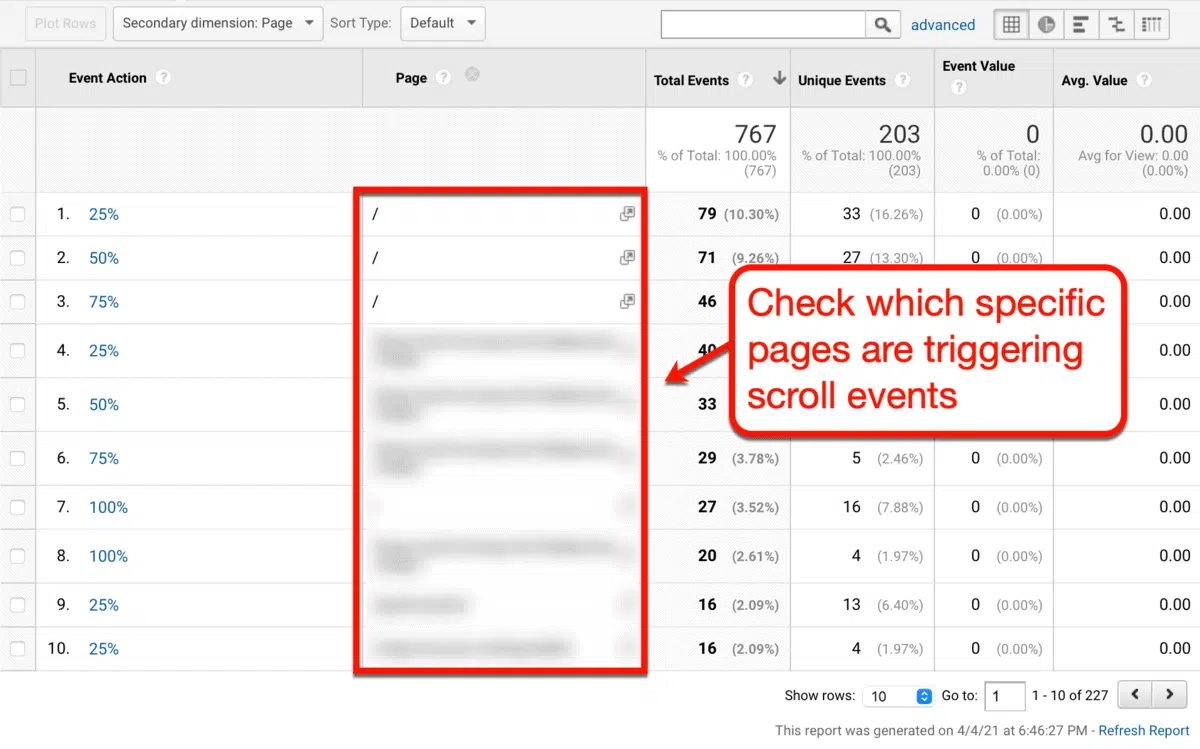 Plot Rows Secondary dimension: Page Sort Type: Default advanced
Event Action ? Page ? Total Events ? Unique Events ? Event Value ? Avg. Value ?
767 203 0 0.00
% of Total: 100.00% (767) % of Total: 100.00% (203) % of Total: 0.00% (0) Avg for View: 0.00 (0.00%)
1. 25% / 79 (10.30%) 33 (16.26%) 0 (0.00%) 0.00
2. 50% / 71 (9.26%) 27 (13.30%) 0 (0.00%) 0.00
3. 75% / 46 0.00
4. 25% 40 0.00
5. 50% 33 0.00
Check which specific
pages are triggering
scroll events
6. 75% 29 (3.78%) 5 (2.46%) 0 (0.00%) 0.00
7. 100% 27 (3.52%) 16 (7.88%) 0 (0.00%) 0.00
8. 100% 20 (2.61%) 4 (1.97%) 0 (0.00%) 0.00
9. 25% 16 (2.09%) 13 (6.40%) 0 (0.00%) 0.00
10. 25% 16 (2.09%) 4 (1.97%) 0 (0.00%) 0.00
Show rows: 10 Go to: 1 1 - 10 of 227
This report was generated on 4/4/21 at 6:46:27 PM - Refresh Report